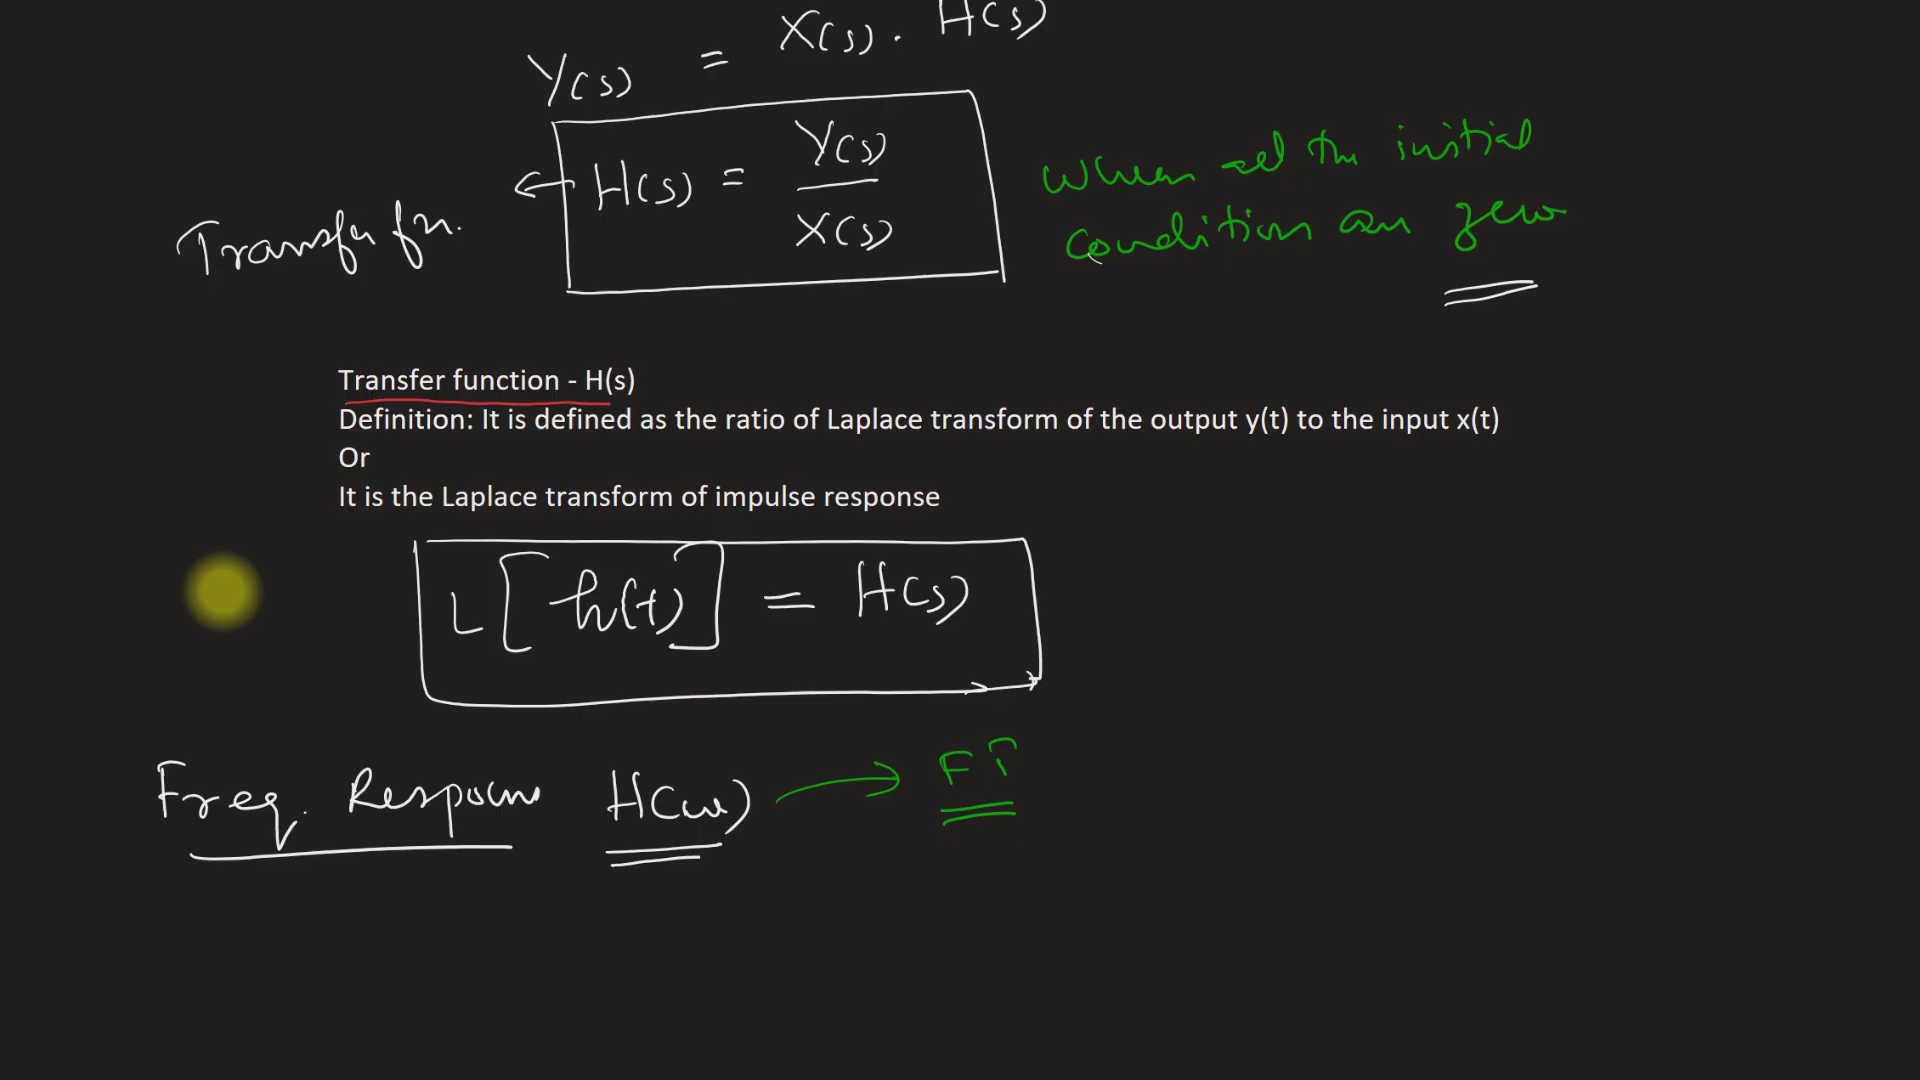 Y(s) = X(s) . H(s)
Transfer fn. ← H(s) = Y(s) / X(s)
When all the initial
condition are zero
Transfer function - H(s)
Definition: It is defined as the ratio of Laplace transform of the output y(t) to the input x(t)
Or
It is the Laplace transform of impulse response
L[h(t)] = H(s)
Freq. Respons H(w) → FT